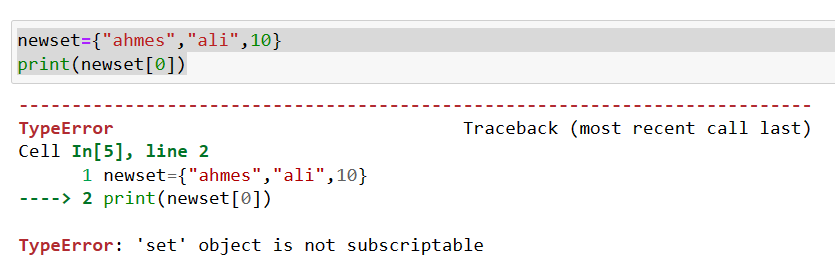 newset={"ahmes","ali",10}
print(newset[0])
---------------------------------------------------------------------------
TypeError Traceback (most recent call last)
Cell In[5], line 2
1 newset={"ahmes","ali",10}
----> 2 print(newset[0])
TypeError: 'set' object is not subscriptable